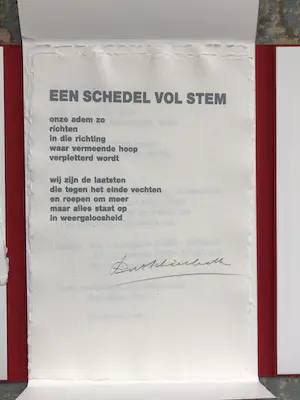 EEN SCHEDEL VOL STEM
onze adem zo
richten
in die richting
waar vermeende hoop
verpletterd wordt
wij zijn de laatsten
die tegen het einde vechten
en roepen om meer
maar alles staat op
in weergaloosheid